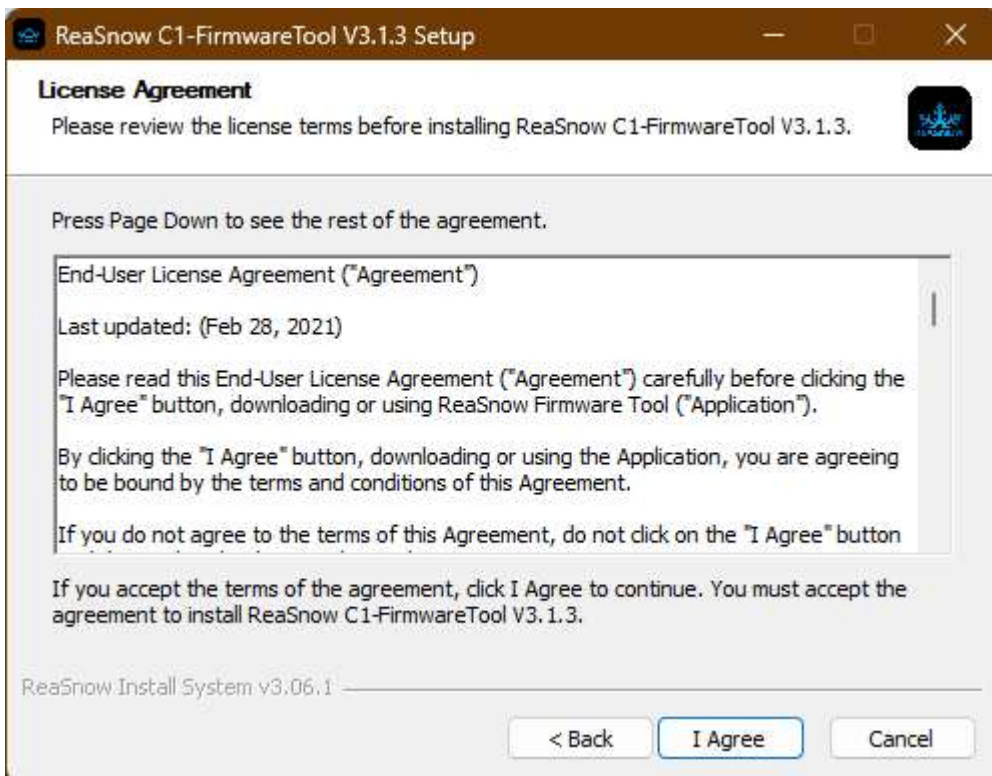 ReaSnow C1-FirmwareTool V3.1.3 Setup
License Agreement
Please review the license terms before installing ReaSnow C1-FirmwareTool V3.1.3.
REASNOW
Press Page Down to see the rest of the agreement.
End-User License Agreement ("Agreement")
Last updated: (Feb 28, 2021)
Please read this End-User License Agreement ("Agreement") carefully before clicking the
"I Agree" button, downloading or using ReaSnow Firmware Tool ("Application").
By clicking the "I Agree" button, downloading or using the Application, you are agreeing
to be bound by the terms and conditions of this Agreement.
If you do not agree to the terms of this Agreement, do not click on the "I Agree" button
If you accept the terms of the agreement, click I Agree to continue. You must accept the
agreement to install ReaSnow C1-FirmwareTool V3.1.3.
ReaSnow Install System v3.06.1
< Back
I Agree
Cancel